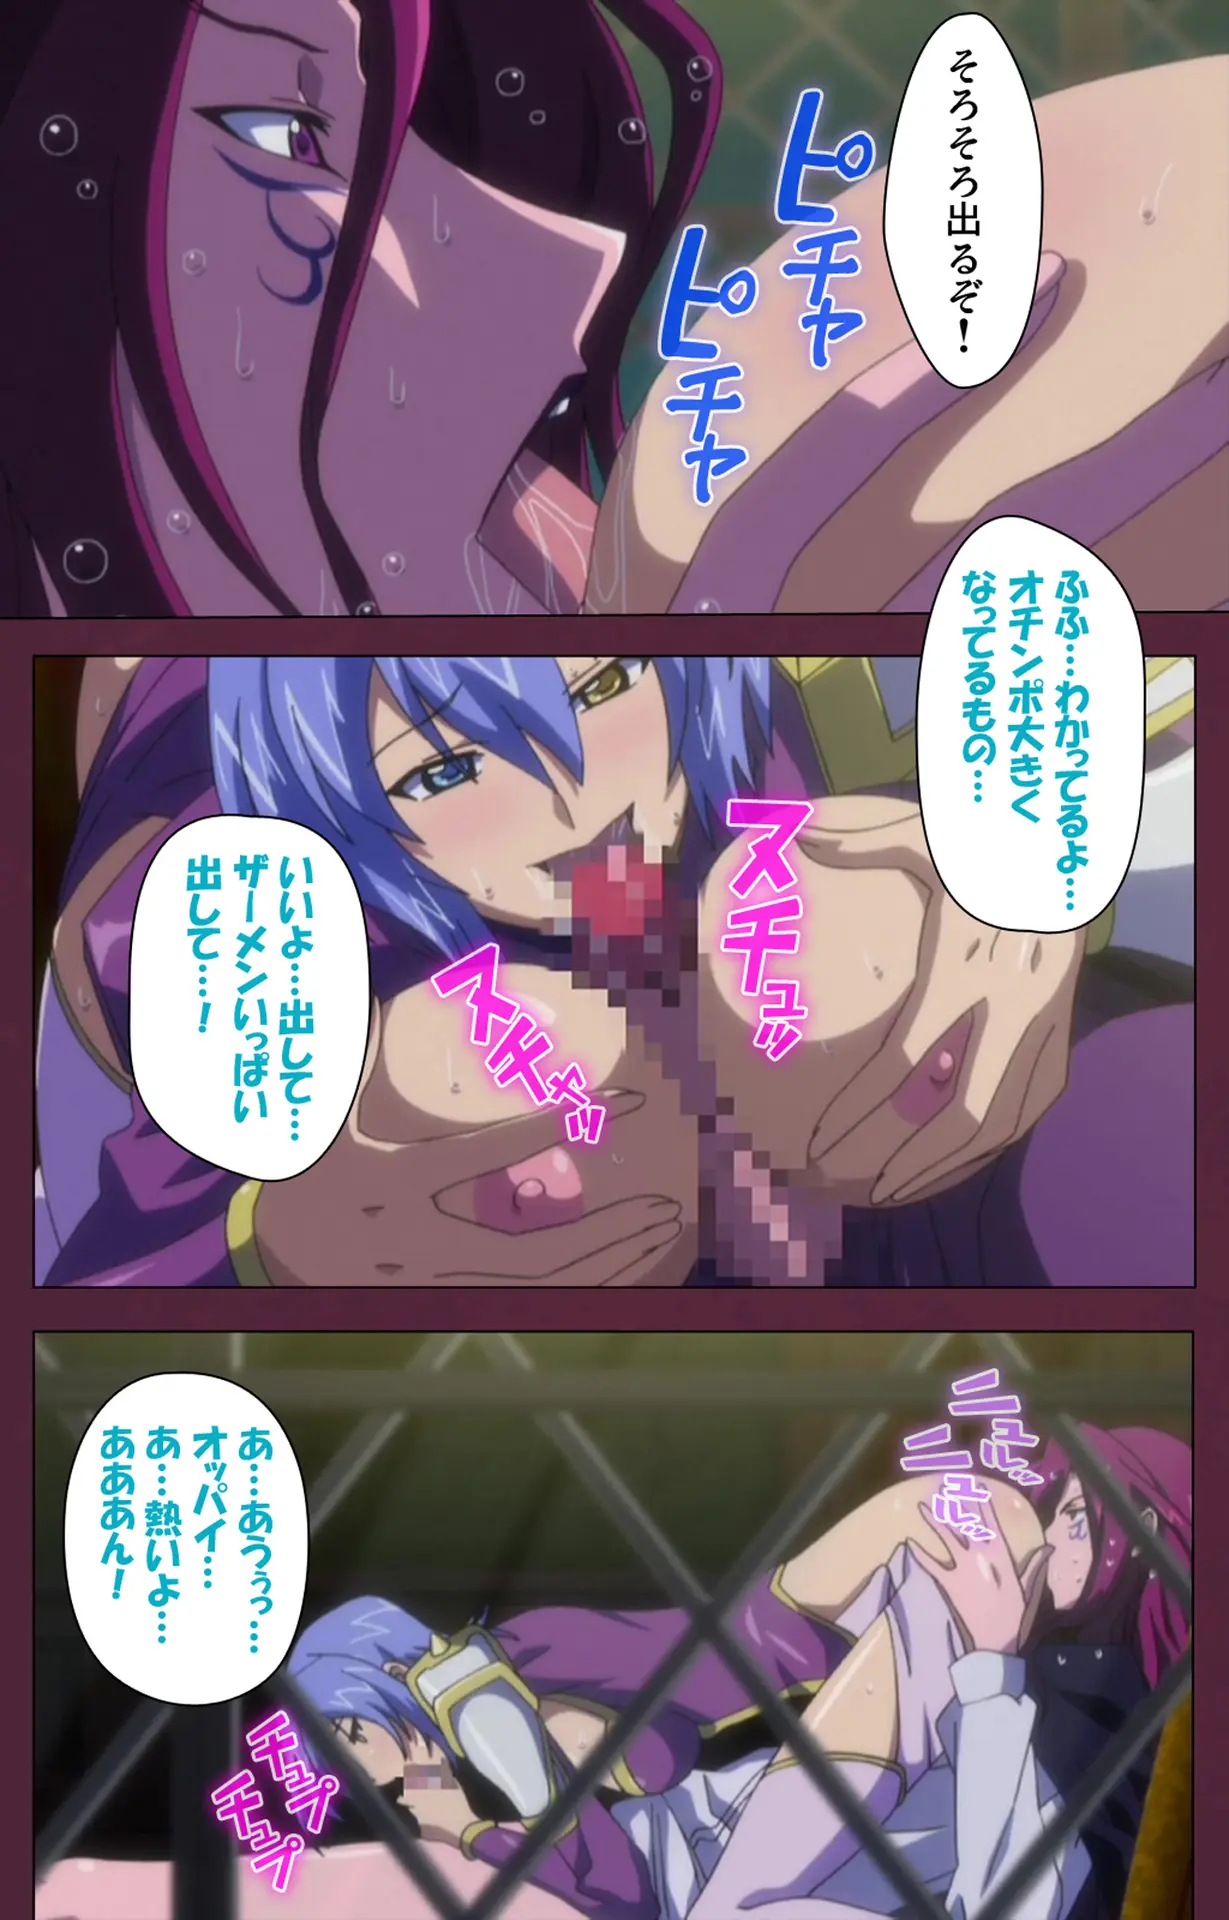 そろそろ出るぞ！
ピチャ
ピチャ
ふふ…わかってるよ…
オチンポ大きく
なってるもの…
ヌチュッ
ヌチャッ
いいよ…出して…
ザーメンいっぱい
出して…！
ニュルッ
ニュルッ
あ…あうぅっ…
オッパイ…
あ…熱いよ…
あああん！
チュプ
チュプ